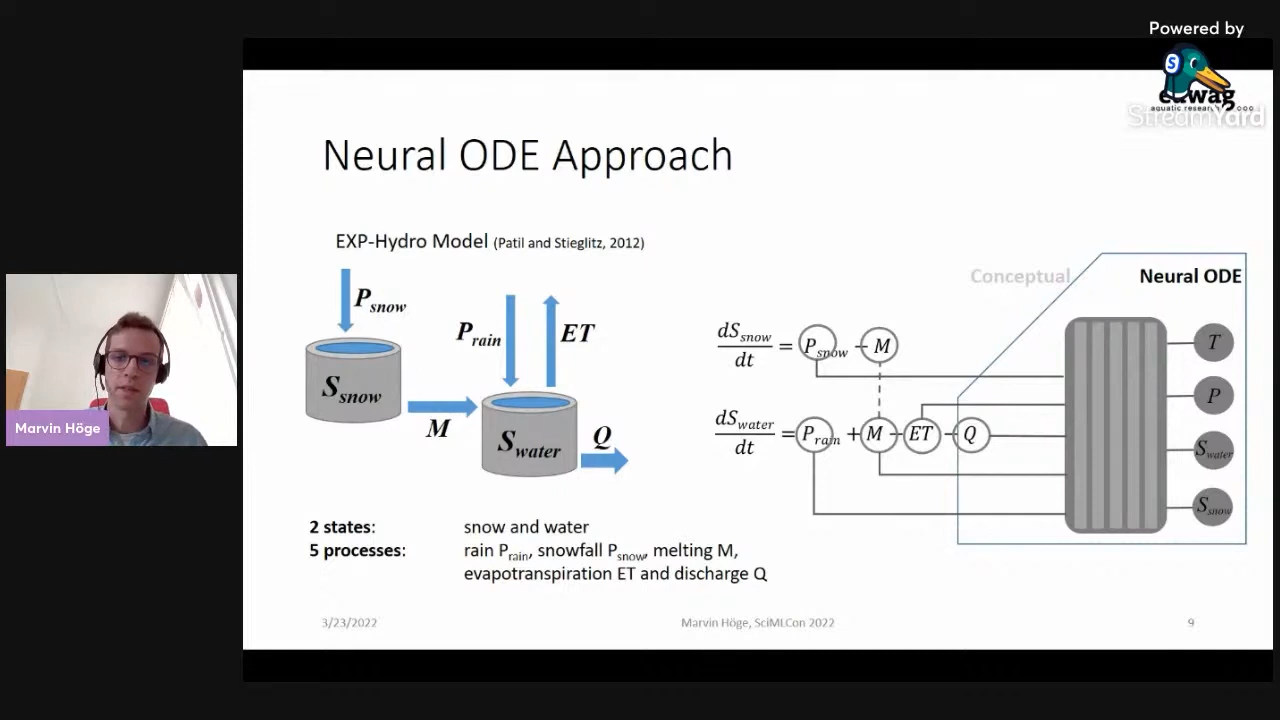 Powered by
eawag
aquatic research
StreamYard
Neural ODE Approach
EXP-Hydro Model (Patil and Stieglitz, 2012)
P_snow
P_rain
ET
S_snow
M
S_water
Q
2 states: snow and water
5 processes: rain P_rain, snowfall P_snow, melting M,
evapotranspiration ET and discharge Q
Conceptual
Neural ODE
dS_snow/dt = P_snow − M
dS_water/dt = P_rain + M − ET − Q
T
P
S_water
S_snow
Marvin Höge
3/23/2022
Marvin Höge, SciMLCon 2022
9